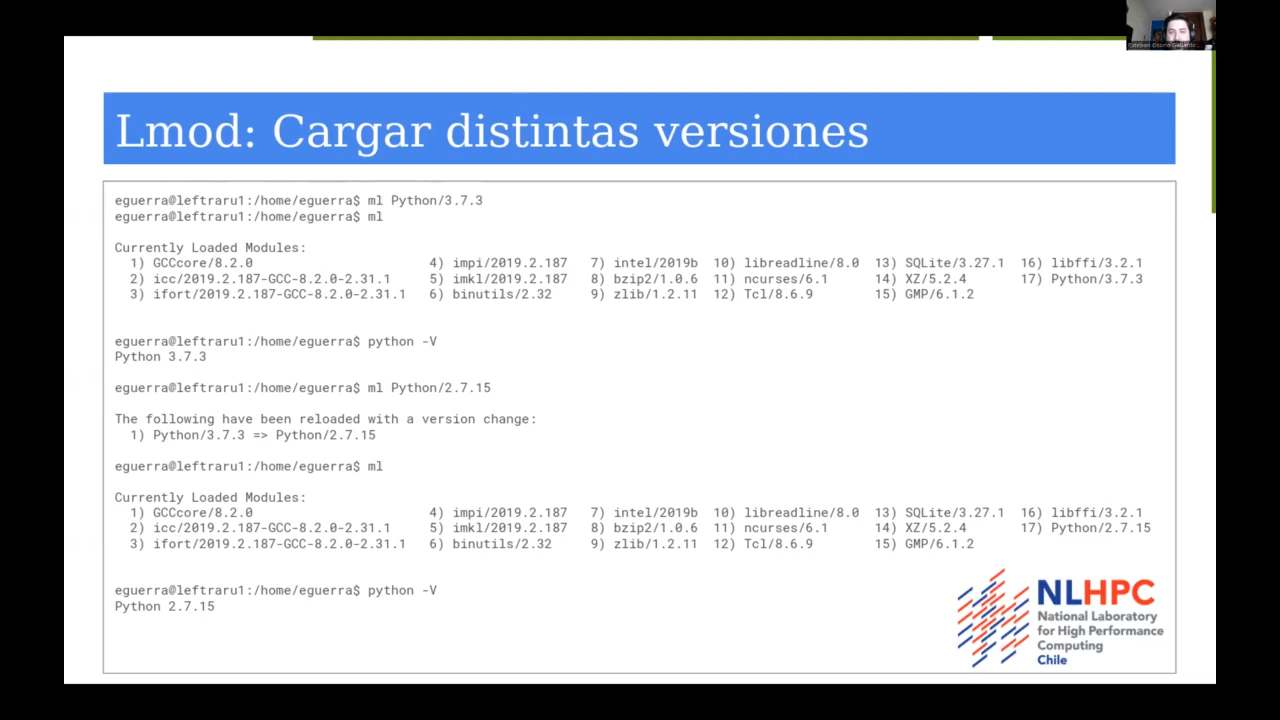 Lmod: Cargar distintas versiones
eguerra@leftraru1:/home/eguerra$ ml Python/3.7.3
eguerra@leftraru1:/home/eguerra$ ml
Currently Loaded Modules:
1) GCCcore/8.2.0 4) impi/2019.2.187 7) intel/2019b 10) libreadline/8.0 13) SQLite/3.27.1 16) libffi/3.2.1
2) icc/2019.2.187-GCC-8.2.0-2.31.1 5) imkl/2019.2.187 8) bzip2/1.0.6 11) ncurses/6.1 14) XZ/5.2.4 17) Python/3.7.3
3) ifort/2019.2.187-GCC-8.2.0-2.31.1 6) binutils/2.32 9) zlib/1.2.11 12) Tcl/8.6.9 15) GMP/6.1.2
eguerra@leftraru1:/home/eguerra$ python -V
Python 3.7.3
eguerra@leftraru1:/home/eguerra$ ml Python/2.7.15
The following have been reloaded with a version change:
1) Python/3.7.3 => Python/2.7.15
eguerra@leftraru1:/home/eguerra$ ml
Currently Loaded Modules:
1) GCCcore/8.2.0 4) impi/2019.2.187 7) intel/2019b 10) libreadline/8.0 13) SQLite/3.27.1 16) libffi/3.2.1
2) icc/2019.2.187-GCC-8.2.0-2.31.1 5) imkl/2019.2.187 8) bzip2/1.0.6 11) ncurses/6.1 14) XZ/5.2.4 17) Python/2.7.15
3) ifort/2019.2.187-GCC-8.2.0-2.31.1 6) binutils/2.32 9) zlib/1.2.11 12) Tcl/8.6.9 15) GMP/6.1.2
eguerra@leftraru1:/home/eguerra$ python -V
Python 2.7.15
NLHPC
National Laboratory
for High Performance
Computing
Chile